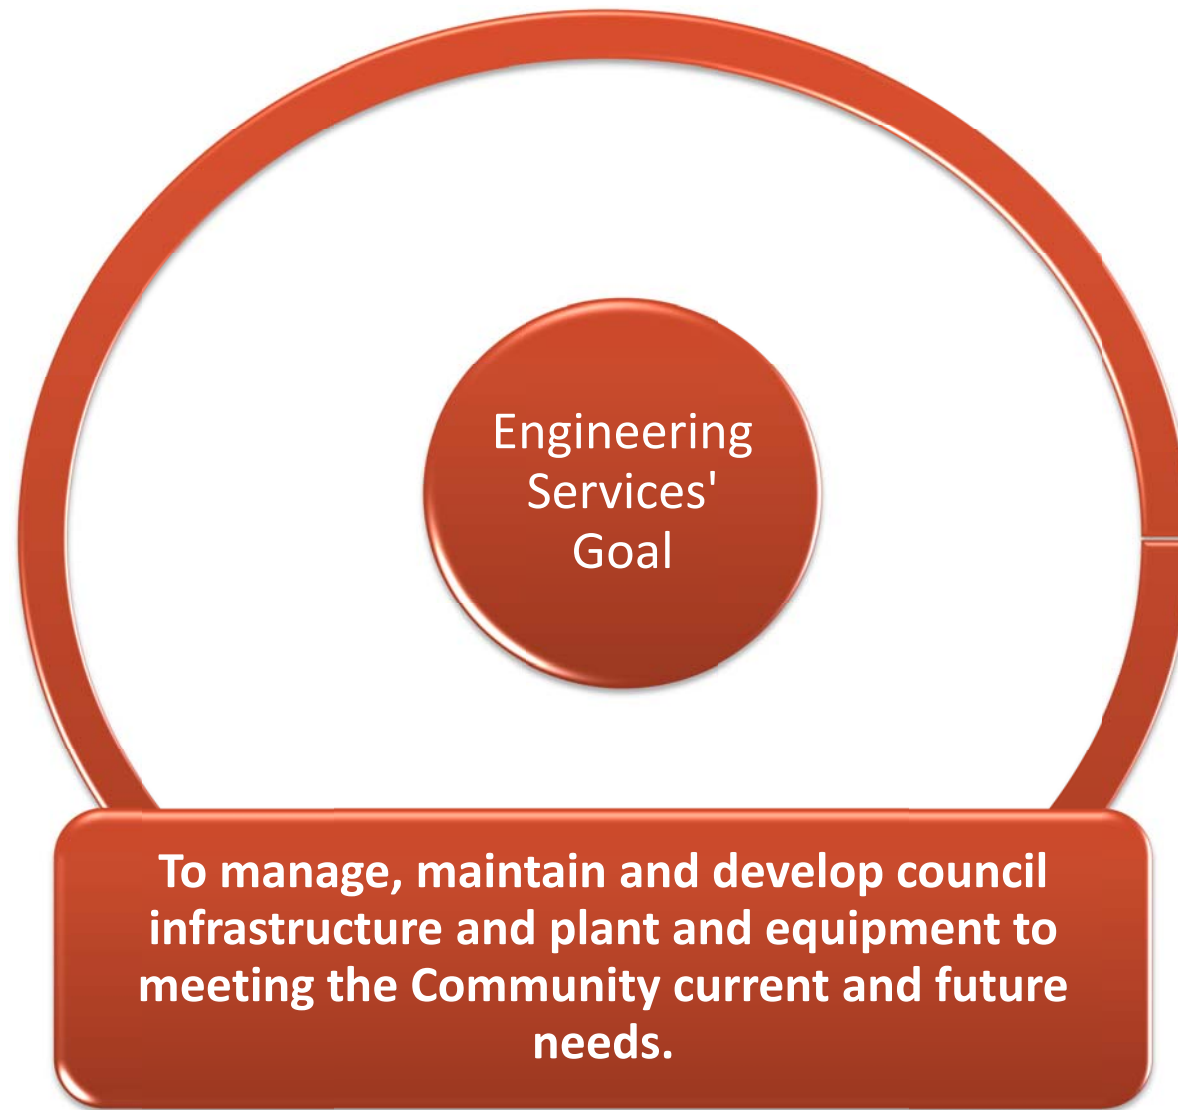 Engineering
Services'
Goal
To manage, maintain and develop council
infrastructure and plant and equipment to
meeting the Community current and future
needs.